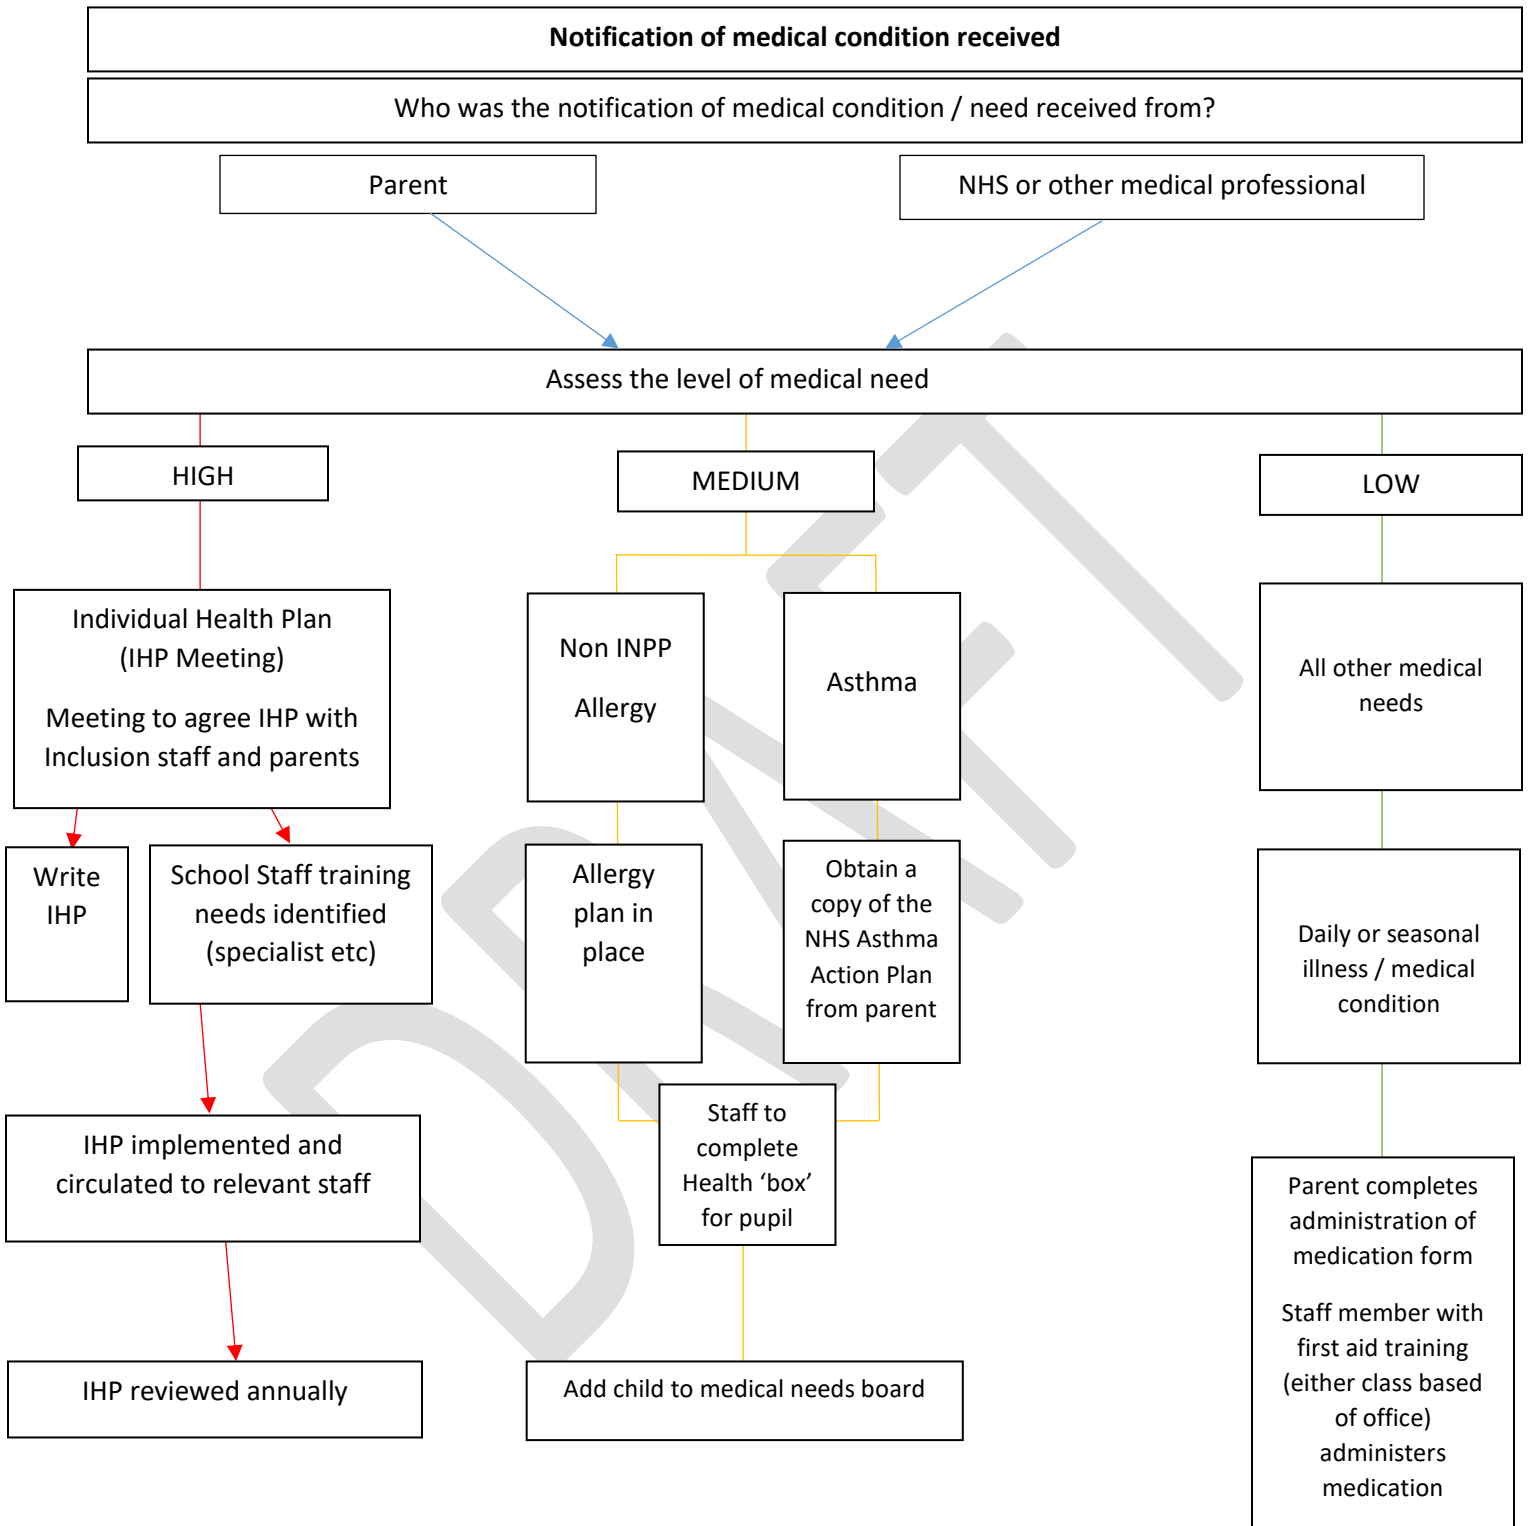 Notification of medical condition received
Who was the notification of medical condition / need received from?
Parent
NHS or other medical professional
Assess the level of medical need
HIGH
MEDIUM
LOW
Individual Health Plan
(IHP Meeting)
Meeting to agree IHP with
Inclusion staff and parents
Non INPP
Allergy
Asthma
All other medical
needs
Write
IHP
School Staff training
needs identified
(specialist etc)
Allergy
plan in
place
Obtain a
copy of the
NHS Asthma
Action Plan
from parent
Daily or seasonal
illness / medical
condition
IHP implemented and
circulated to relevant staff
Staff to
complete
Health ‘box’
for pupil
Parent completes
administration of
medication form
Staff member with
first aid training
(either class based
of office)
administers
medication
IHP reviewed annually
Add child to medical needs board
DRAFT